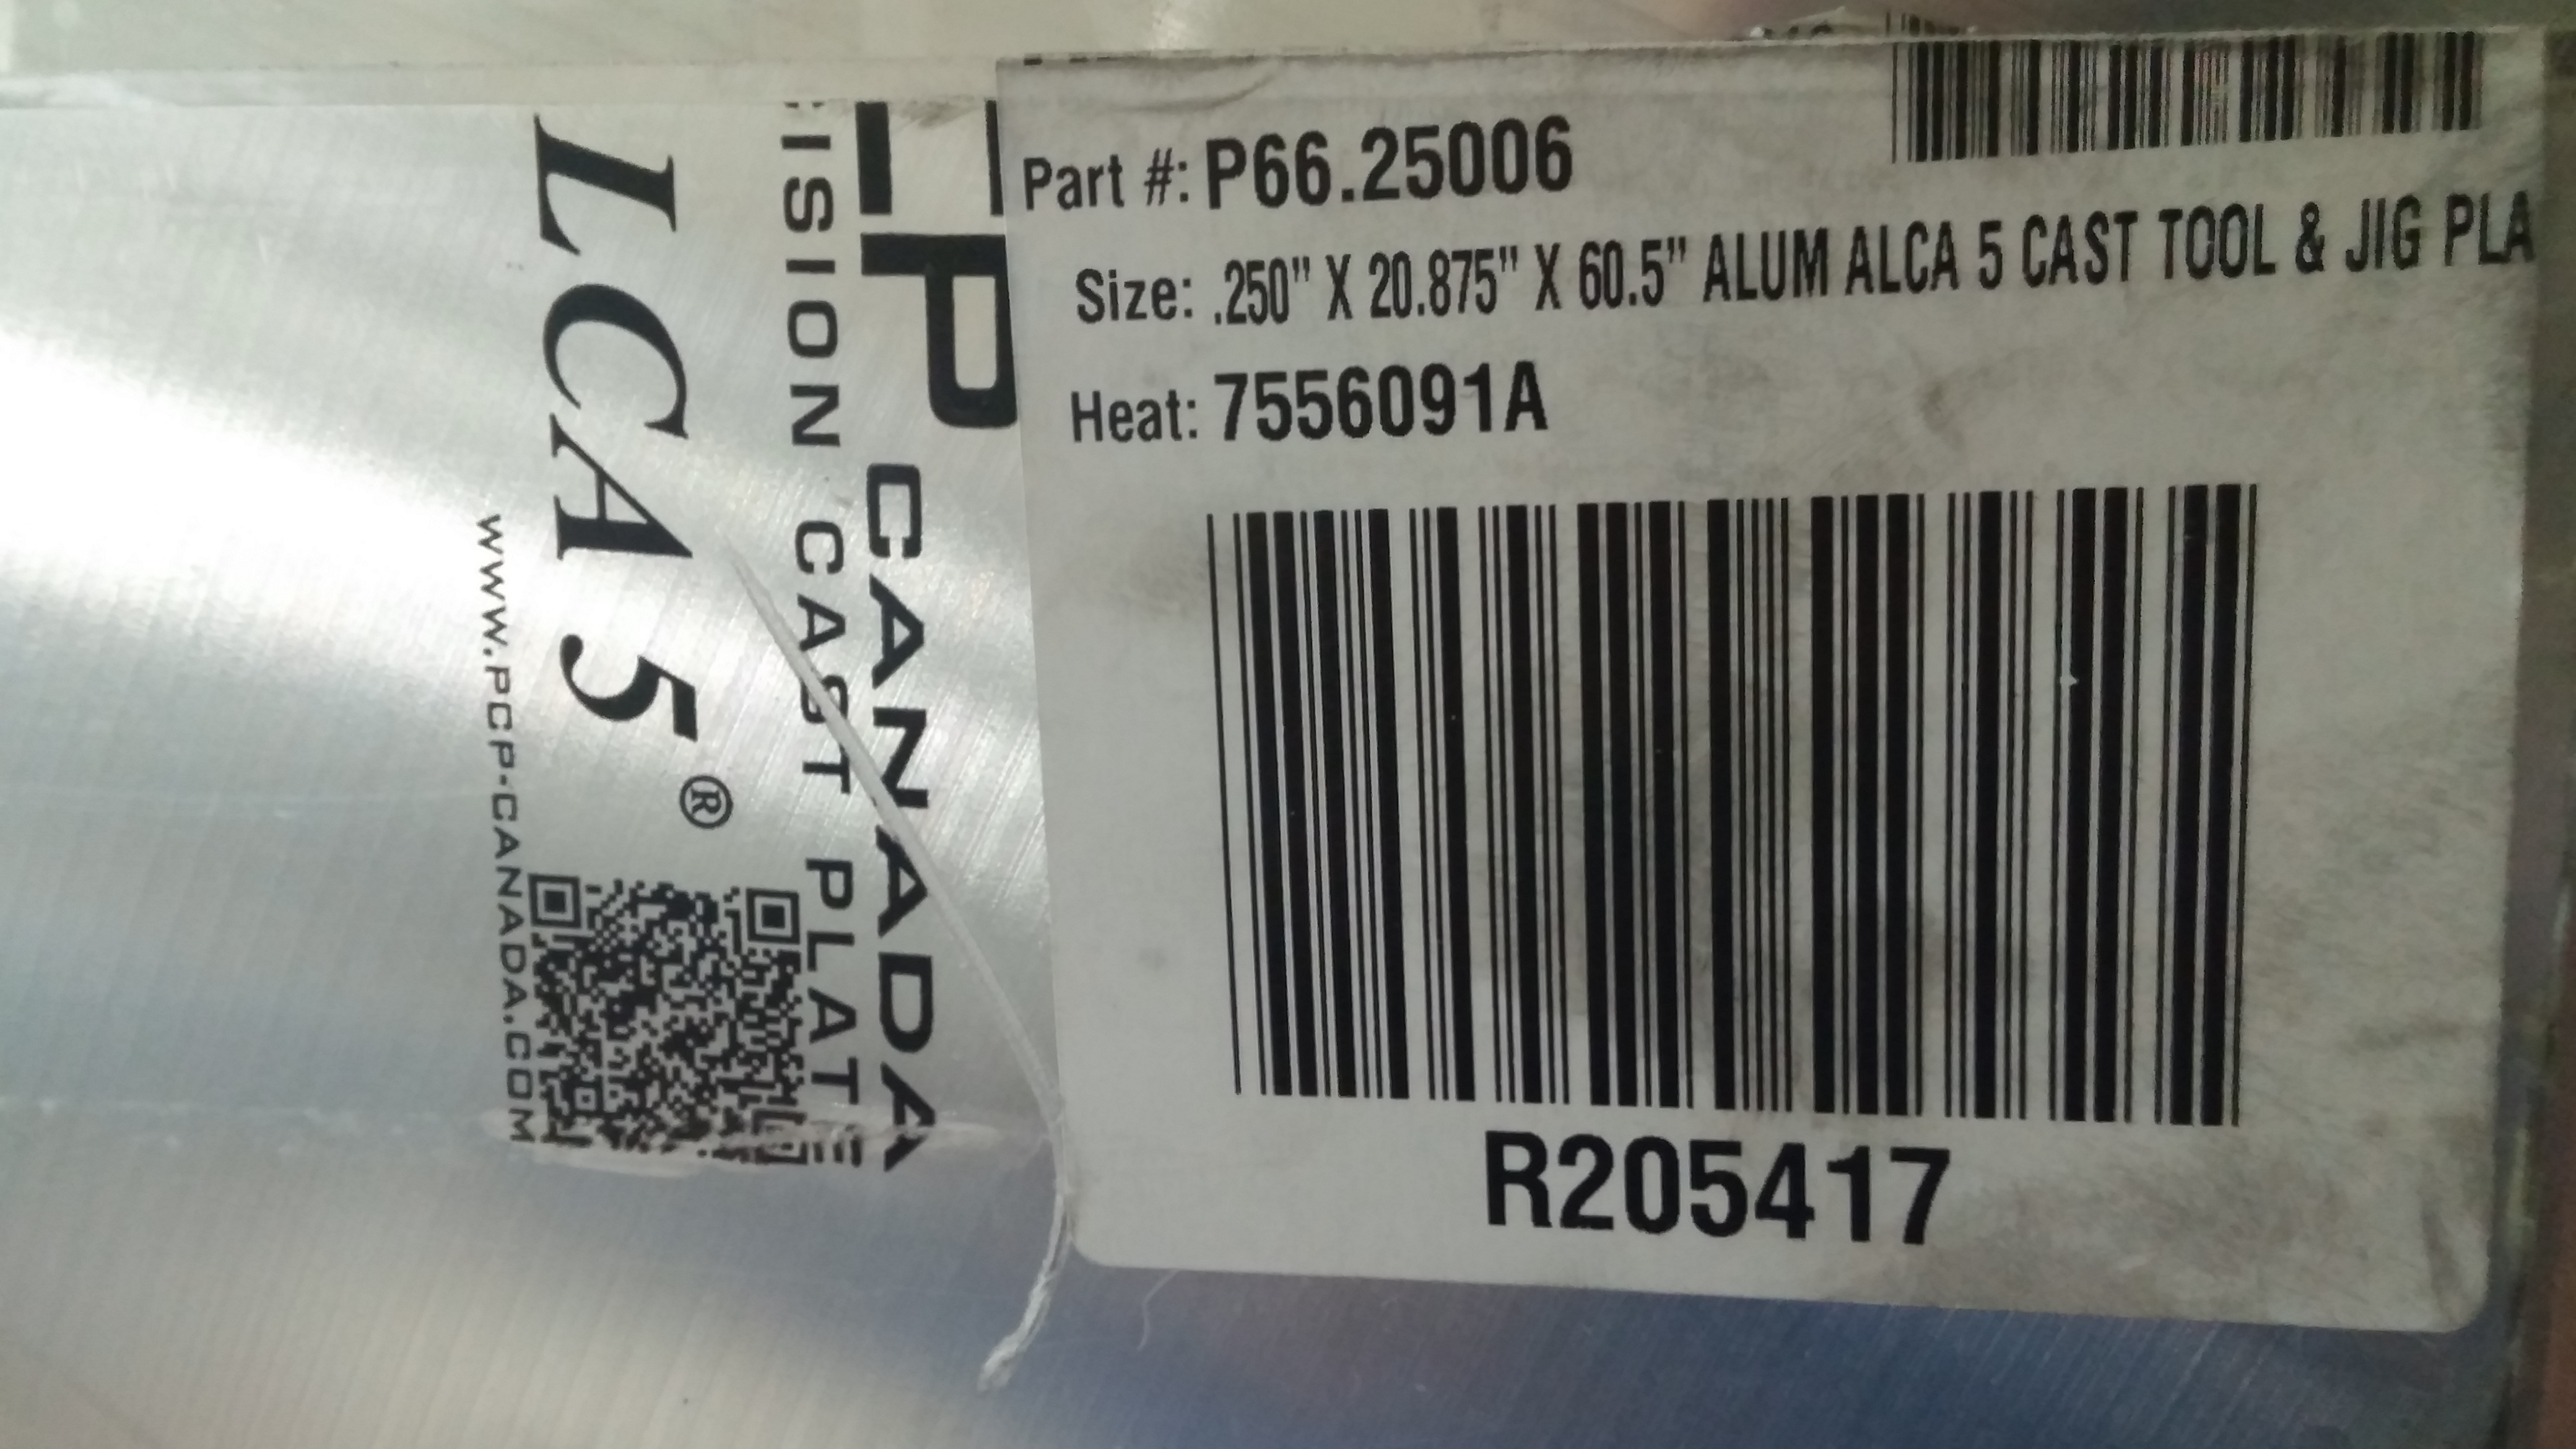 Part #: P66.25006
Size: .250" X 20.875" X 60.5" ALUM ALCA 5 CAST TOOL & JIG PLA
Heat: 7556091A
R205417
P CANADA
ISION CAST PLATE
LCA 5®
WWW.PCP-CANADA.COM